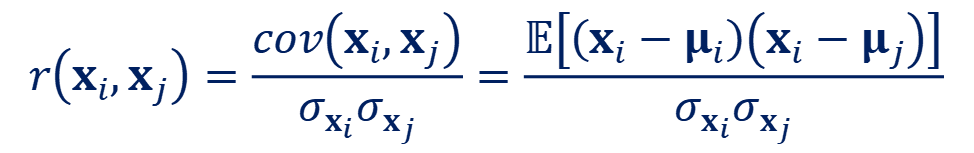 r(𝐱ᵢ, 𝐱ⱼ) = cov(𝐱ᵢ, 𝐱ⱼ) / σ_𝐱ᵢ σ_𝐱ⱼ = 𝔼[(𝐱ᵢ − 𝛍ᵢ)(𝐱ᵢ − 𝛍ⱼ)] / σ_𝐱ᵢ σ_𝐱ⱼ